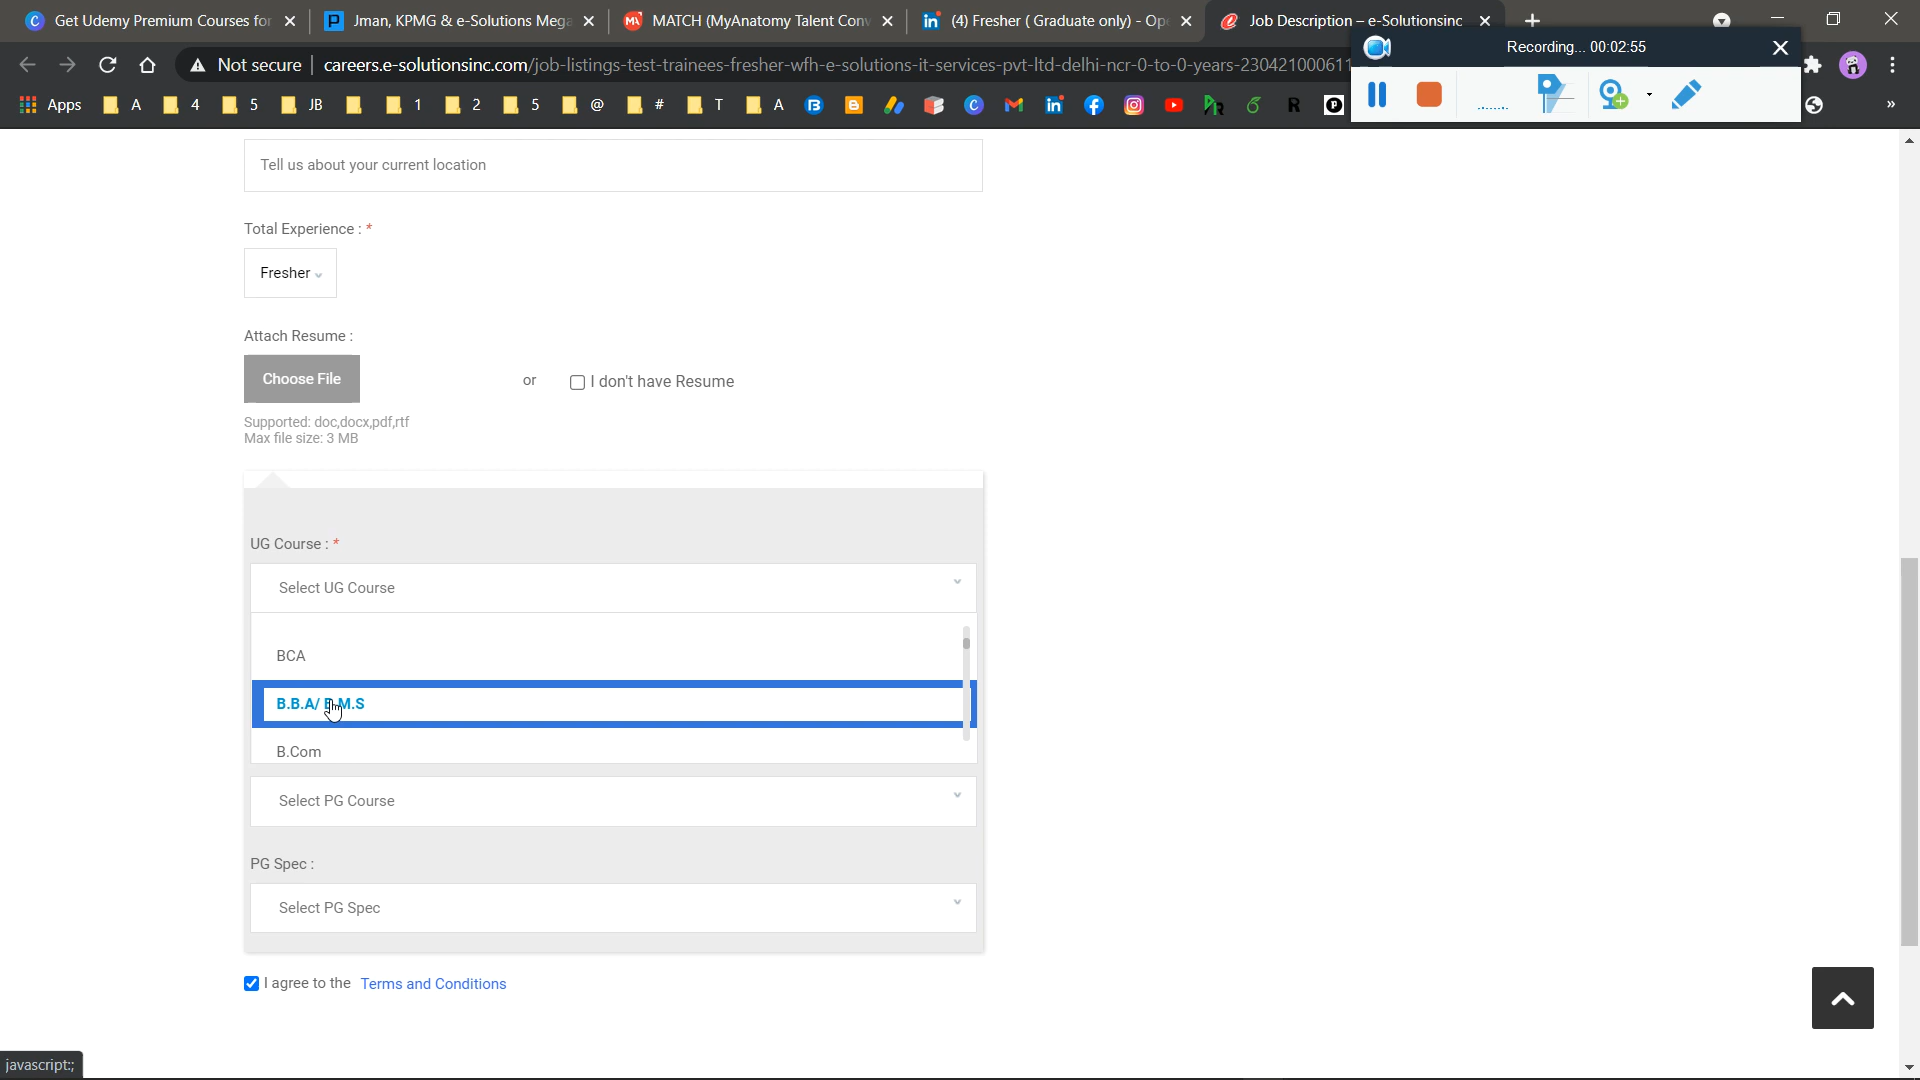 Get Udemy Premium Courses for
Jman, KPMG & e-Solutions Mega
MATCH (MyAnatomy Talent Conv
(4) Fresher ( Graduate only) - Ope
Job Description – e-Solutionsinc
Recording... 00:02:55
Not secure
careers.e-solutionsinc.com/job-listings-test-trainees-fresher-wfh-e-solutions-it-services-pvt-ltd-delhi-ncr-0-to-0-years-230421000611
Apps A 4 5 JB 1 2 5 @ # T A
Tell us about your current location
Total Experience : *
Fresher
Attach Resume :
Choose File
or
I don't have Resume
Supported: doc,docx,pdf,rtf
Max file size: 3 MB
UG Course : *
Select UG Course
BCA
B.B.A/ B.M.S
B.Com
Select PG Course
PG Spec :
Select PG Spec
I agree to the Terms and Conditions
javascript:;